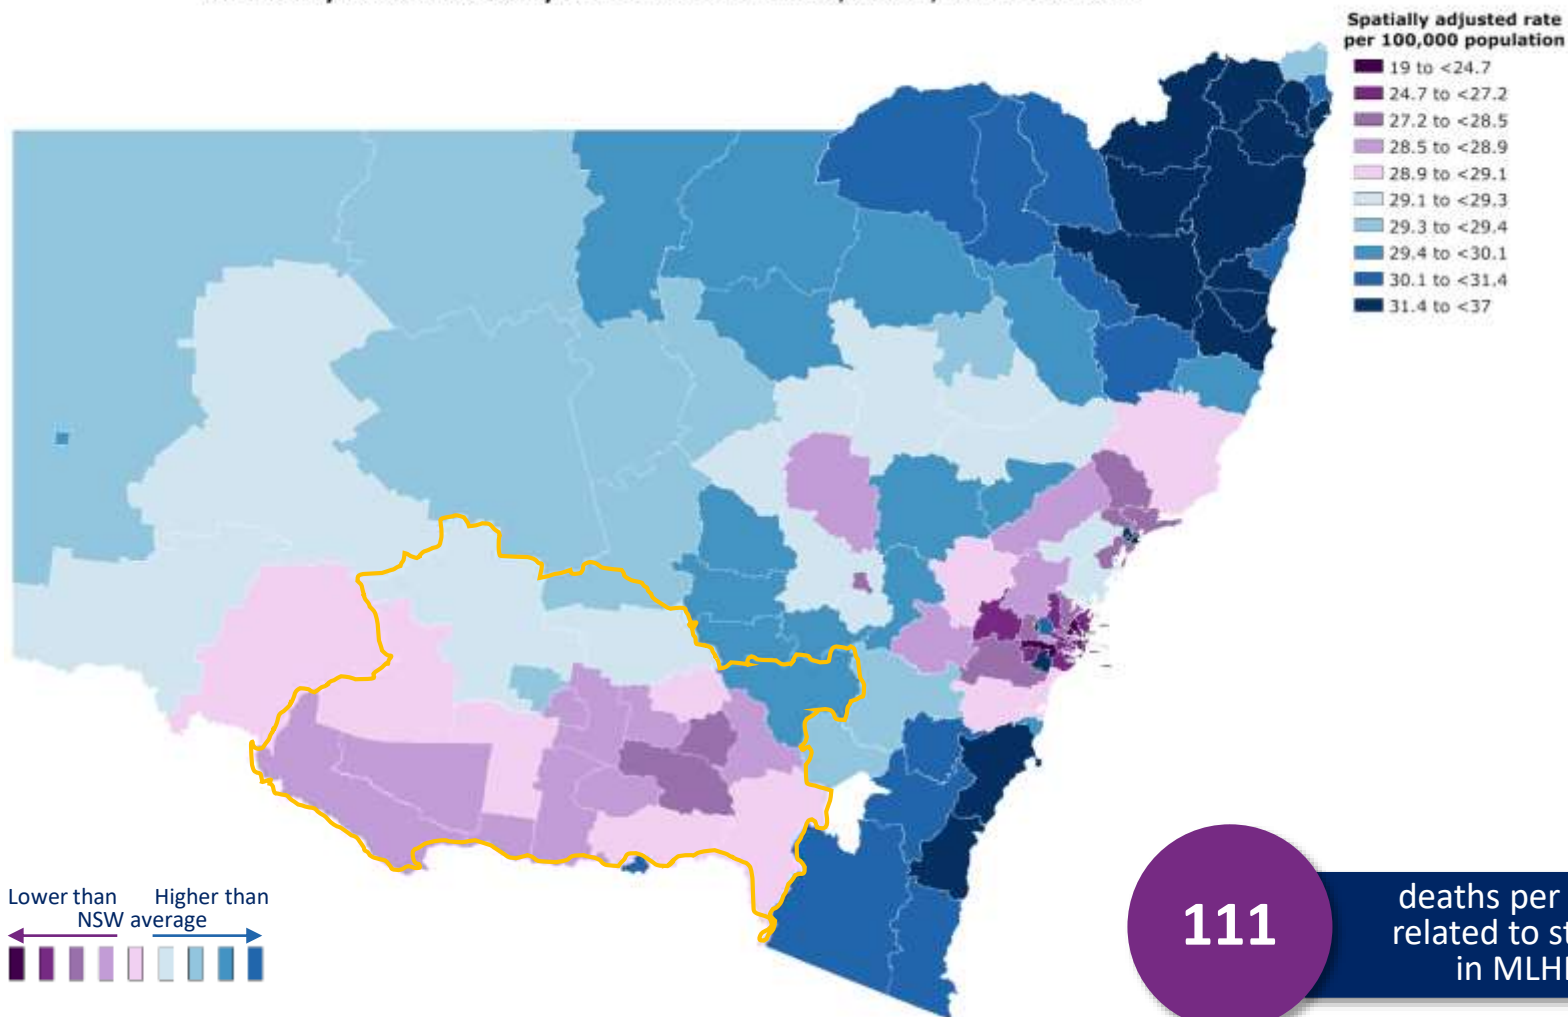 Spatially adjusted rate
per 100,000 population
19 to <24.7
24.7 to <27.2
27.2 to <28.5
28.5 to <28.9
28.9 to <29.1
29.1 to <29.3
29.3 to <29.4
29.4 to <30.1
30.1 to <31.4
31.4 to <37
Lower than Higher than
NSW average
111
deaths per
related to
in